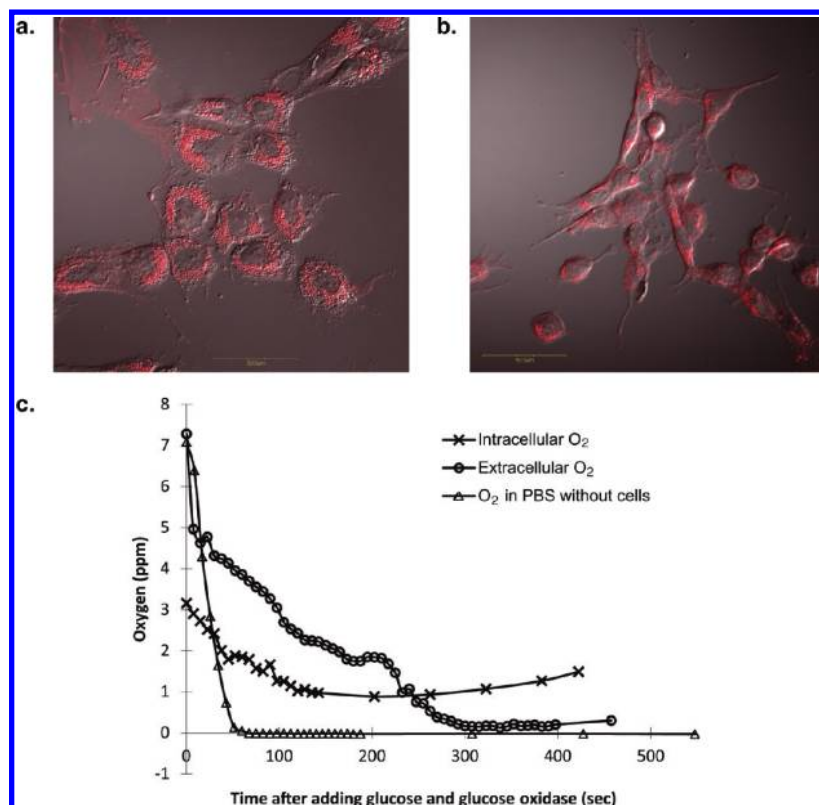 a.
b.
c.
8
7
6
5
4
3
2
1
0
-1
Oxygen (ppm)
Intracellular O₂
Extracellular O₂
O₂ in PBS without cells
0 100 200 300 400 500
Time after adding glucose and glucose oxidase (sec)